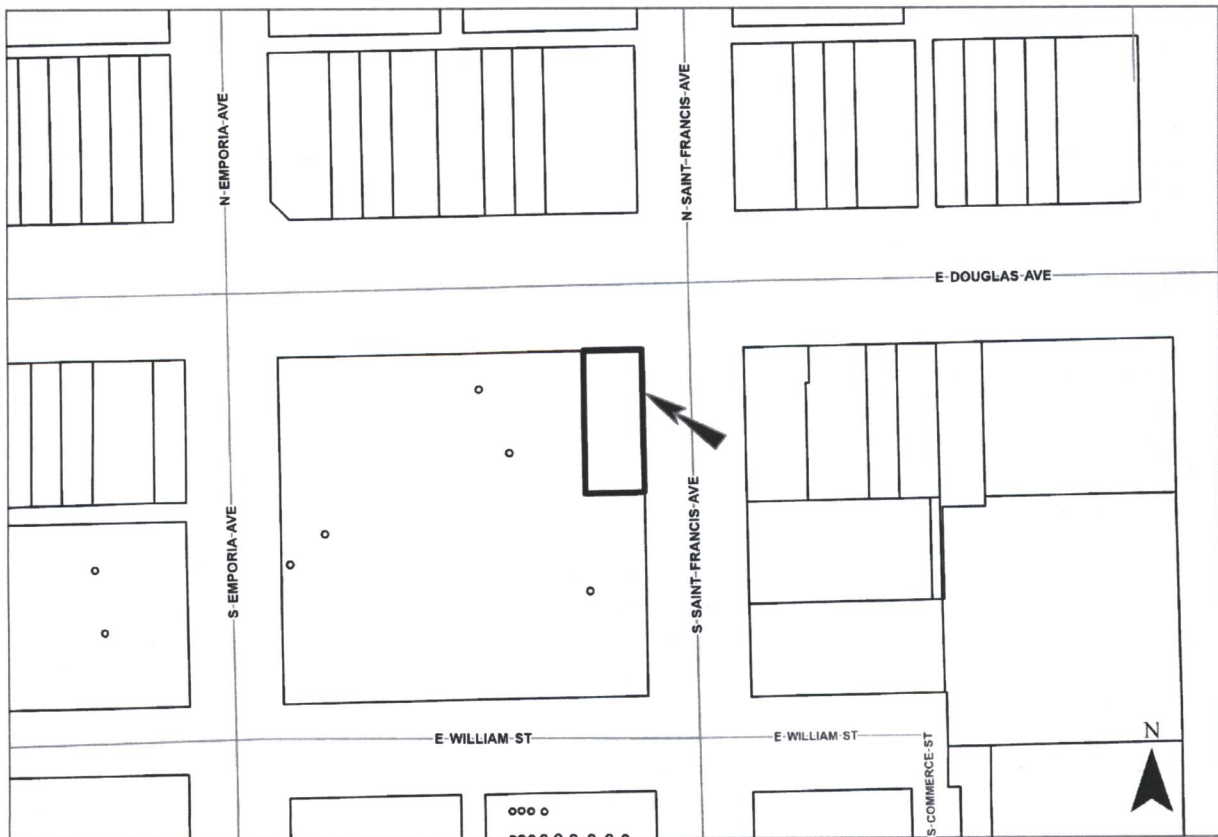 N EMPORIA AVE
N SAINT FRANCIS AVE
E DOUGLAS AVE
S EMPORIA AVE
S SAINT FRANCIS AVE
E WILLIAM ST
E WILLIAM ST
S COMMERCE ST
N